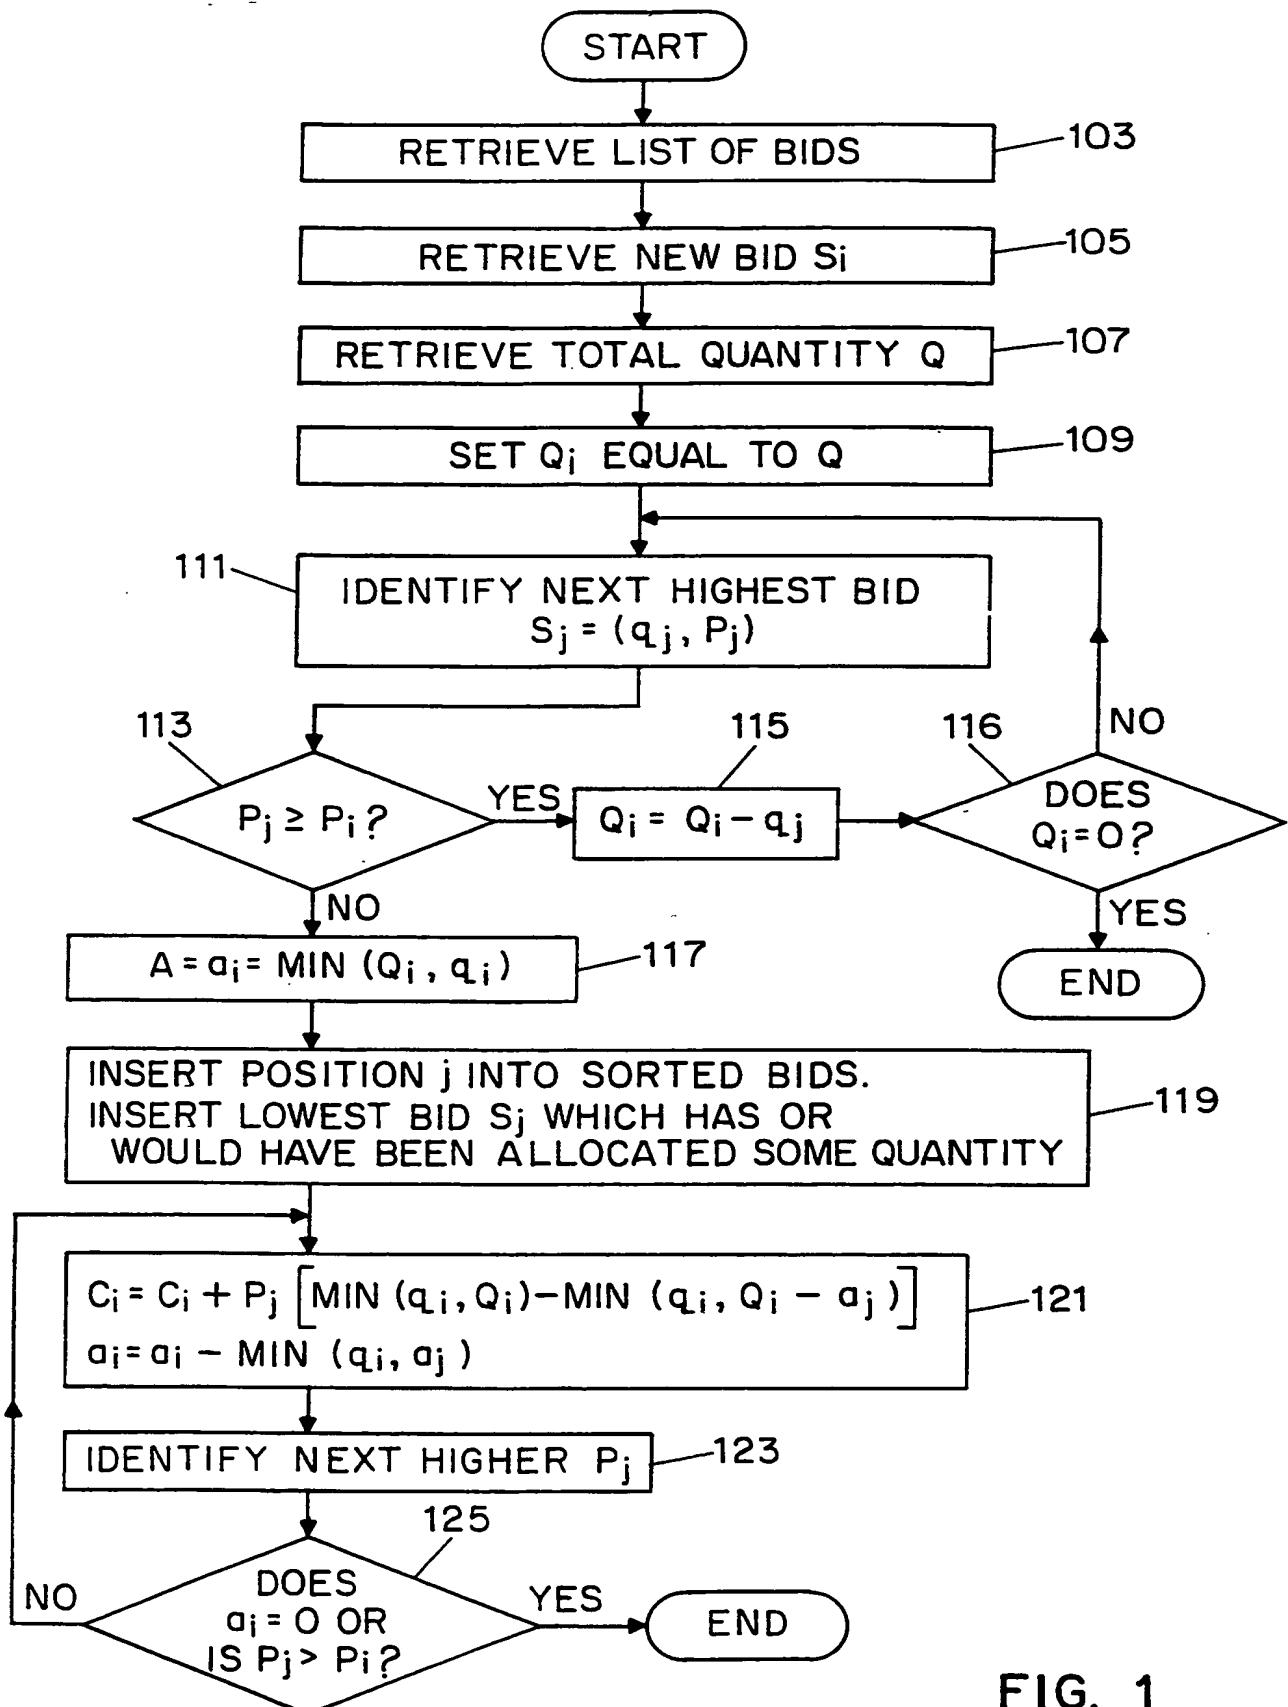 START
RETRIEVE LIST OF BIDS
103
RETRIEVE NEW BID Si
105
RETRIEVE TOTAL QUANTITY Q
107
SET Qi EQUAL TO Q
109
111
IDENTIFY NEXT HIGHEST BID
Sj = (qj, Pj)
113
Pj ≥ Pi?
YES
115
Qi = Qi - qj
116
DOES
Qi = 0?
NO
YES
END
NO
A = ai = MIN (Qi, qi)
117
INSERT POSITION j INTO SORTED BIDS.
INSERT LOWEST BID Sj WHICH HAS OR
WOULD HAVE BEEN ALLOCATED SOME QUANTITY
119
Ci = Ci + Pj [MIN (qi, Qi) - MIN (qi, Qi - aj)]
ai = ai - MIN (qi, aj)
121
IDENTIFY NEXT HIGHER Pj
123
125
DOES
ai = 0 OR
IS Pj > Pi?
NO
YES
END
FIG. 1